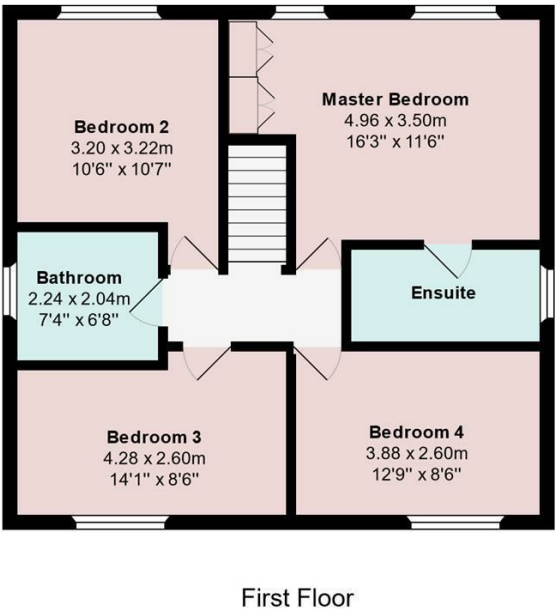 Master Bedroom
4.96 x 3.50m
16'3" x 11'6"
Bedroom 2
3.20 x 3.22m
10'6" x 10'7"
Bathroom
2.24 x 2.04m
7'4" x 6'8"
Ensuite
Bedroom 3
4.28 x 2.60m
14'1" x 8'6"
Bedroom 4
3.88 x 2.60m
12'9" x 8'6"
First Floor